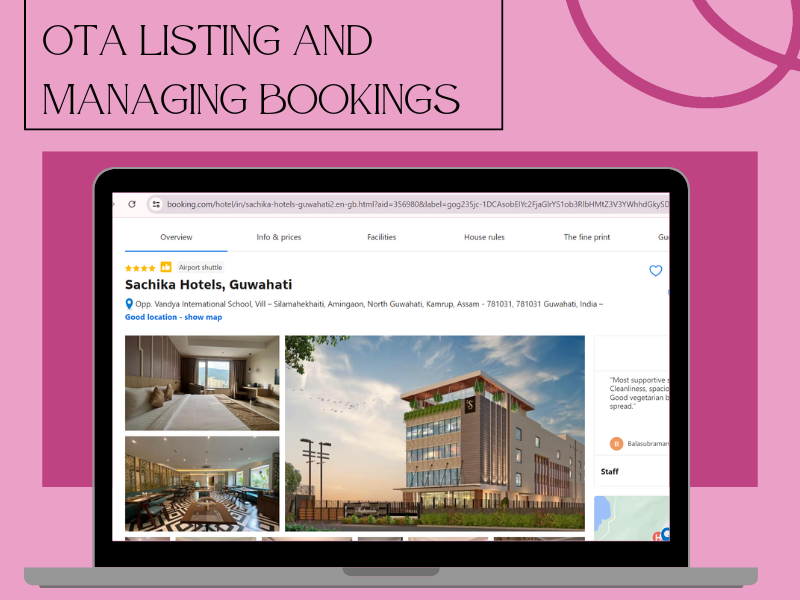 OTA LISTING AND
MANAGING BOOKINGS
booking.com/hotel/in/sachika-hotels-guwahati2.en-gb.html?aid=356980&label=gog235jc-1DCAsobEIYc2FjaGlrYS1ob3RlbHMtZ3V3YWhhdGkySD
Overview
Info & prices
Facilities
House rules
The fine print
Gu
Airport shuttle
Sachika Hotels, Guwahati
Opp. Vandya International School, Vill – Silamahekhaiti, Amingaon, North Guwahati, Kamrup, Assam - 781031, 781031 Guwahati, India –
Good location - show map
'S
"Most supportive s
Cleanliness, spacio
Good vegetarian b
spread."
B
Balasubraman
Staff
H